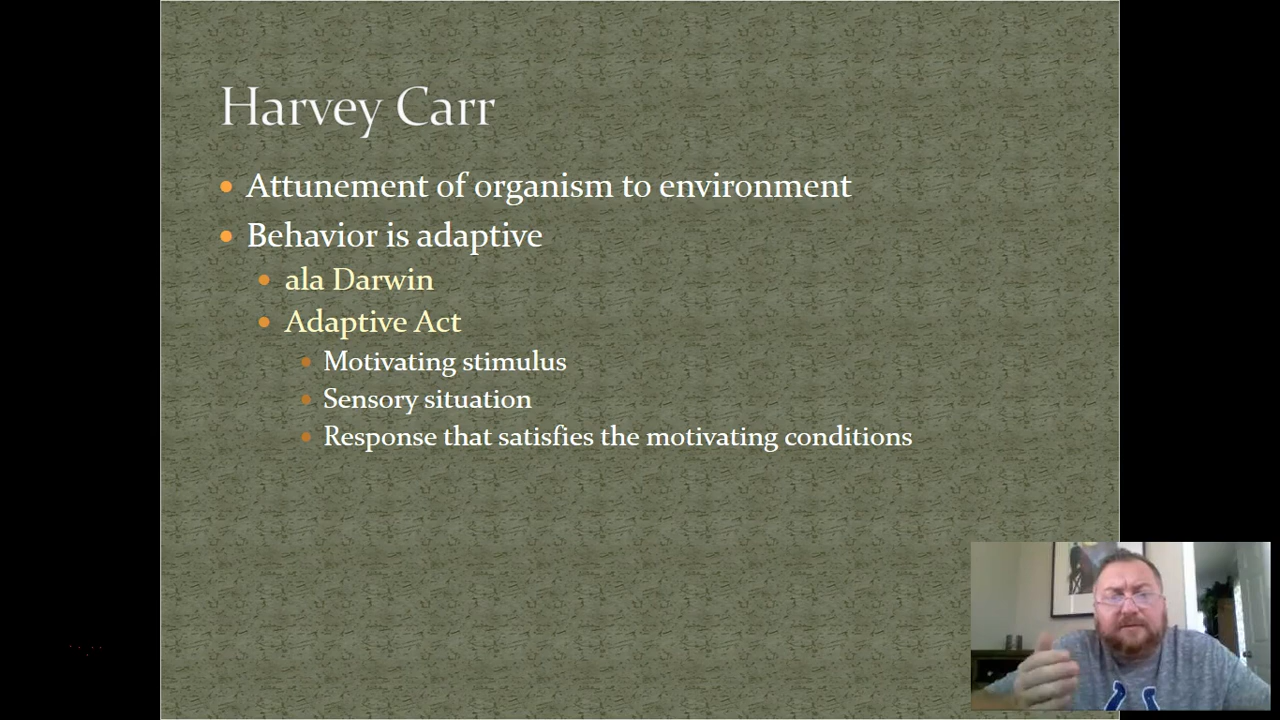 Harvey Carr
Attunement of organism to environment
Behavior is adaptive
ala Darwin
Adaptive Act
Motivating stimulus
Sensory situation
Response that satisfies the motivating conditions